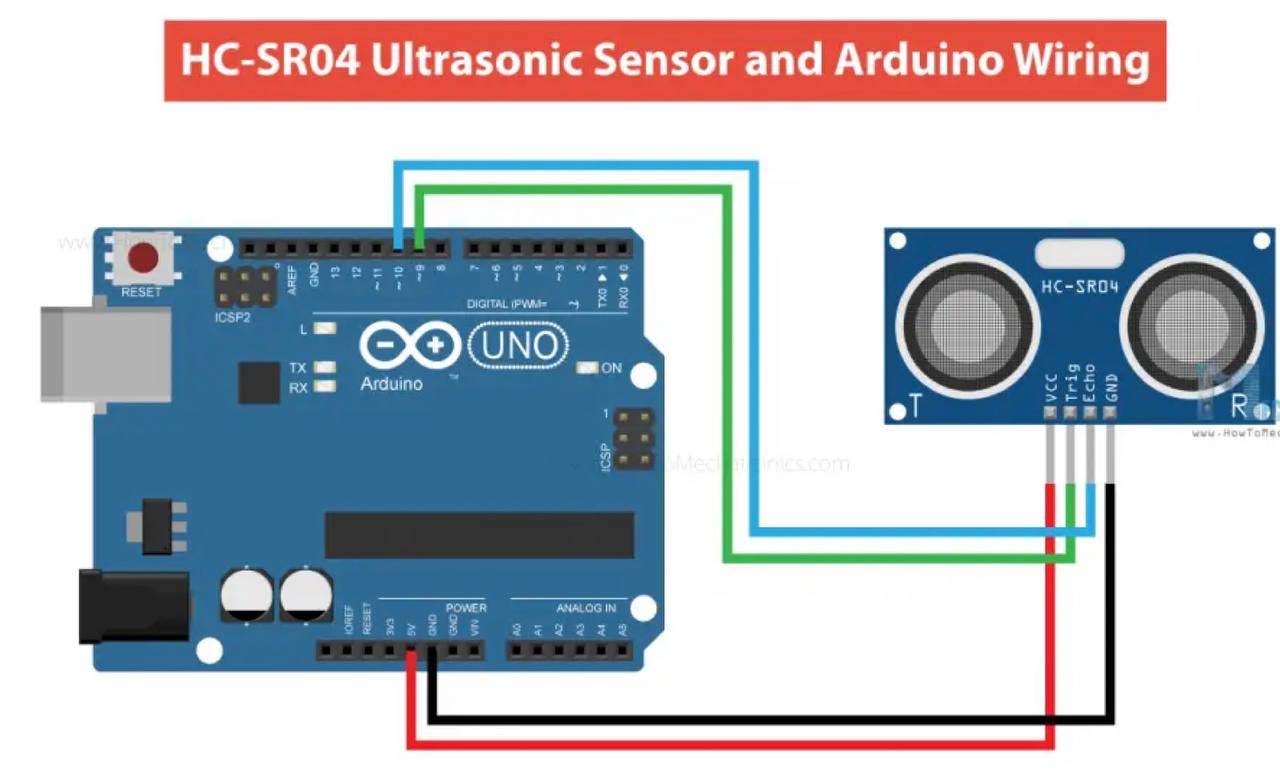 HC-SR04 Ultrasonic Sensor and Arduino Wiring
RESET
ICSP2
AREF
GND
13
12
~11
~10
~9
8
7
~6
~5
4
~3
2
TX0 ▶1
RX0 ◀0
DIGITAL (PWM= ~)
L
TX
RX
Arduino
™
UNO
ON
1
ICSP
HC-SR04
VCC
Trig
Echo
GND
T
R
www.HowToMec
IOREF
RESET
3V3
5V
GND
GND
VIN
POWER
ANALOG IN
A0
A1
A2
A3
A4
A5